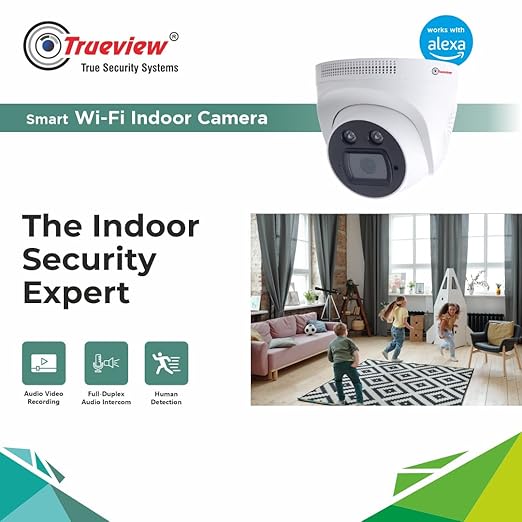 Trueview®
True Security Systems
works with
alexa
Smart Wi-Fi Indoor Camera
The Indoor
Security
Expert
Audio Video
Recording
Full-Duplex
Audio Intercom
Human
Detection